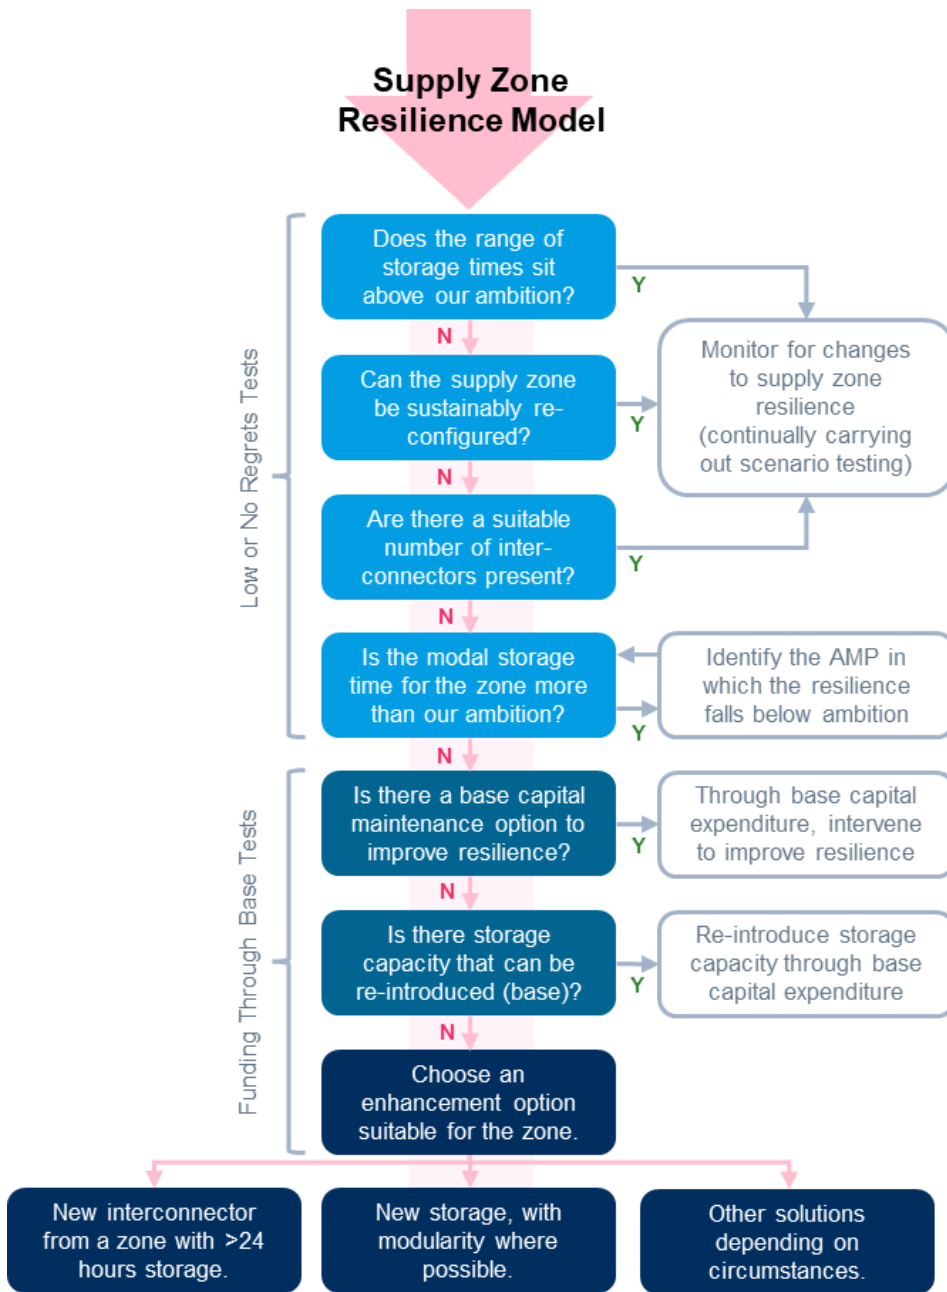 Supply Zone
Resilience Model
Does the range of
storage times sit
above our ambition?
Y
N
Monitor for changes
to supply zone
resilience
(continually carrying
out scenario testing)
Can the supply zone
be sustainably re-
configured?
Y
N
Are there a suitable
number of inter-
connectors present?
Y
N
Low or No Regrets Tests
Is the modal storage
time for the zone more
than our ambition?
Y
N
Identify the AMP in
which the resilience
falls below ambition
Is there a base capital
maintenance option to
improve resilience?
Y
N
Through base capital
expenditure, intervene
to improve resilience
Funding Through Base Tests
Is there storage
capacity that can be
re-introduced (base)?
Y
N
Re-introduce storage
capacity through base
capital expenditure
Choose an
enhancement option
suitable for the zone.
New interconnector
from a zone with >24
hours storage.
New storage, with
modularity where
possible.
Other solutions
depending on
circumstances.